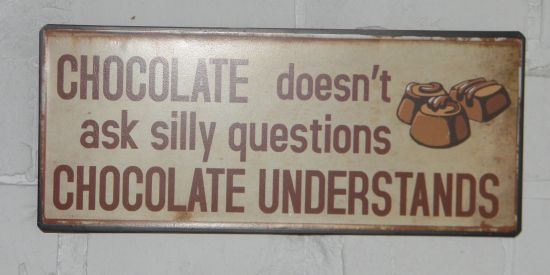 CHOCOLATE doesn't
ask silly questions
CHOCOLATE UNDERSTANDS